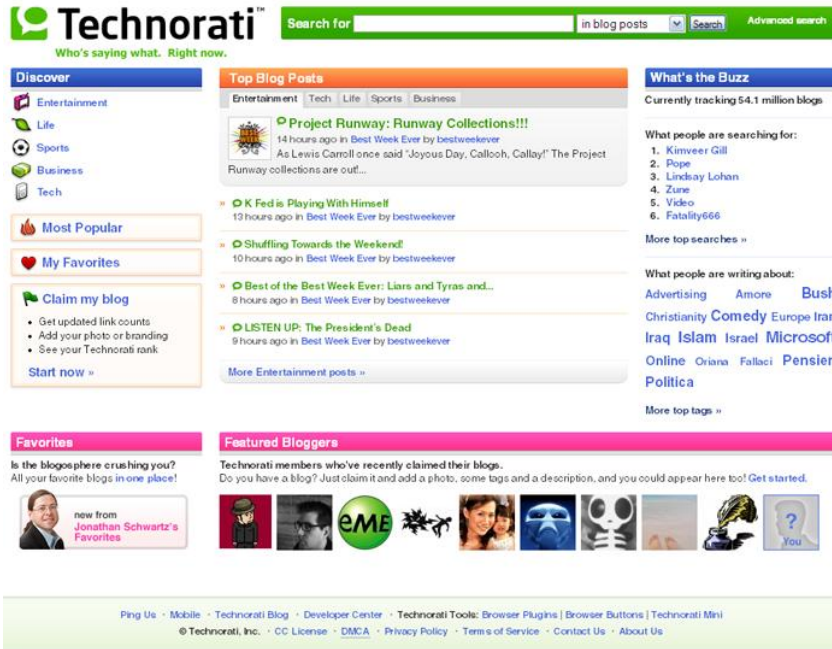 Technorati™
Search for
in blog posts
Search
Advanced search
Who's saying what. Right now.
Discover
Entertainment
Life
Sports
Business
Tech
Most Popular
My Favorites
Claim my blog
• Get updated link counts
• Add your photo or branding
• See your Technorati rank
Start now »
Top Blog Posts
Entertainment Tech Life Sports Business
Project Runway: Runway Collections!!!
14 hours ago in Best Week Ever by bestweekever
As Lewis Carroll once said "Joyous Day, Callooh, Callay!" The Project
Runway collections are out!...
» K Fed is Playing With Himself
13 hours ago in Best Week Ever by bestweekever
» Shuffling Towards the Weekend!
10 hours ago in Best Week Ever by bestweekever
» Best of the Best Week Ever: Liars and Tyras and...
8 hours ago in Best Week Ever by bestweekever
» LISTEN UP: The President's Dead
9 hours ago in Best Week Ever by bestweekever
More Entertainment posts »
What's the Buzz
Currently tracking 54.1 million blogs
What people are searching for:
1. Kimveer Gill
2. Pope
3. Lindsay Lohan
4. Zune
5. Video
6. Fatality666
More top searches »
What people are writing about:
Advertising Amore Bush
Christianity Comedy Europe Iran
Iraq Islam Israel Microsoft
Online Oriana Fallaci Pensieri
Politica
More top tags »
Favorites
Is the blogosphere crushing you?
All your favorite blogs in one place!
new from
Jonathan Schwartz's
Favorites
Featured Bloggers
Technorati members who've recently claimed their blogs.
Do you have a blog? Just claim it and add a photo, some tags and a description, and you could appear here too! Get started.
eME
?
You
Ping Us · Mobile · Technorati Blog · Developer Center · Technorati Tools: Browser Plugins | Browser Buttons | Technorati Mini
© Technorati, Inc. · CC License · DMCA · Privacy Policy · Terms of Service · Contact Us · About Us